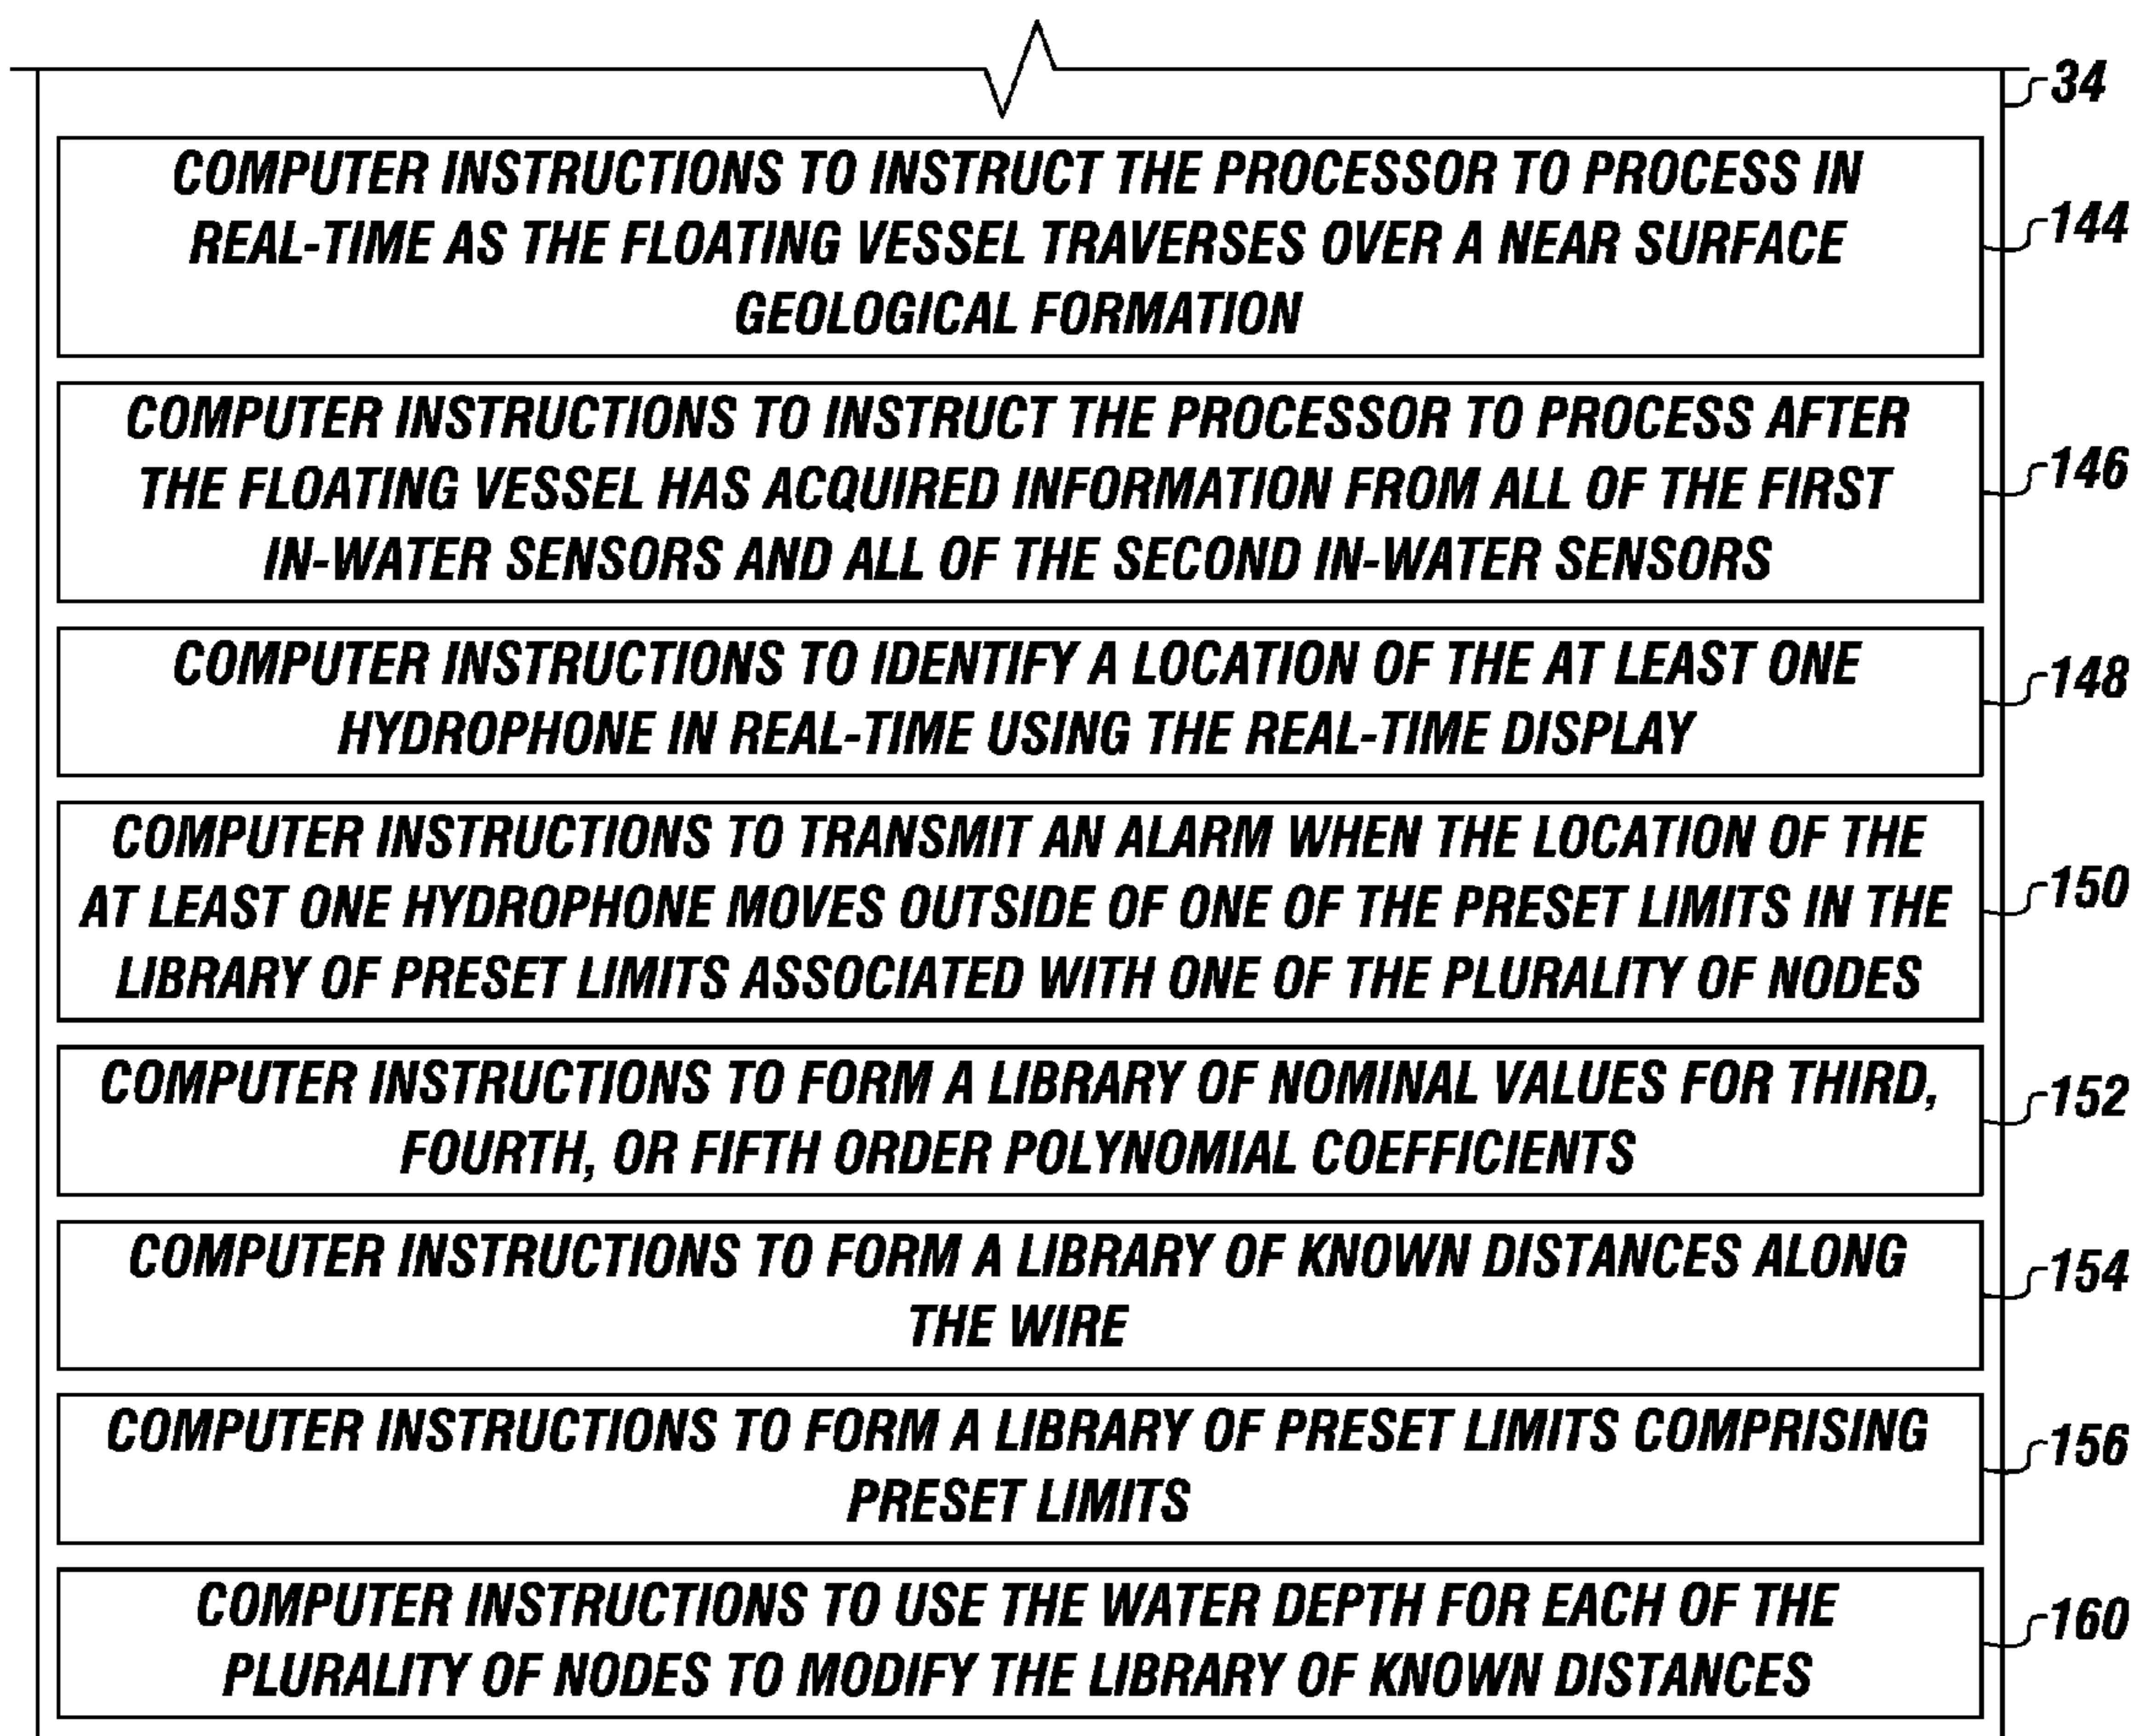 34
COMPUTER INSTRUCTIONS TO INSTRUCT THE PROCESSOR TO PROCESS IN
REAL-TIME AS THE FLOATING VESSEL TRAVERSES OVER A NEAR SURFACE
GEOLOGICAL FORMATION
144
COMPUTER INSTRUCTIONS TO INSTRUCT THE PROCESSOR TO PROCESS AFTER
THE FLOATING VESSEL HAS ACQUIRED INFORMATION FROM ALL OF THE FIRST
IN-WATER SENSORS AND ALL OF THE SECOND IN-WATER SENSORS
146
COMPUTER INSTRUCTIONS TO IDENTIFY A LOCATION OF THE AT LEAST ONE
HYDROPHONE IN REAL-TIME USING THE REAL-TIME DISPLAY
148
COMPUTER INSTRUCTIONS TO TRANSMIT AN ALARM WHEN THE LOCATION OF THE
AT LEAST ONE HYDROPHONE MOVES OUTSIDE OF ONE OF THE PRESET LIMITS IN THE
LIBRARY OF PRESET LIMITS ASSOCIATED WITH ONE OF THE PLURALITY OF NODES
150
COMPUTER INSTRUCTIONS TO FORM A LIBRARY OF NOMINAL VALUES FOR THIRD,
FOURTH, OR FIFTH ORDER POLYNOMIAL COEFFICIENTS
152
COMPUTER INSTRUCTIONS TO FORM A LIBRARY OF KNOWN DISTANCES ALONG
THE WIRE
154
COMPUTER INSTRUCTIONS TO FORM A LIBRARY OF PRESET LIMITS COMPRISING
PRESET LIMITS
156
COMPUTER INSTRUCTIONS TO USE THE WATER DEPTH FOR EACH OF THE
PLURALITY OF NODES TO MODIFY THE LIBRARY OF KNOWN DISTANCES
160